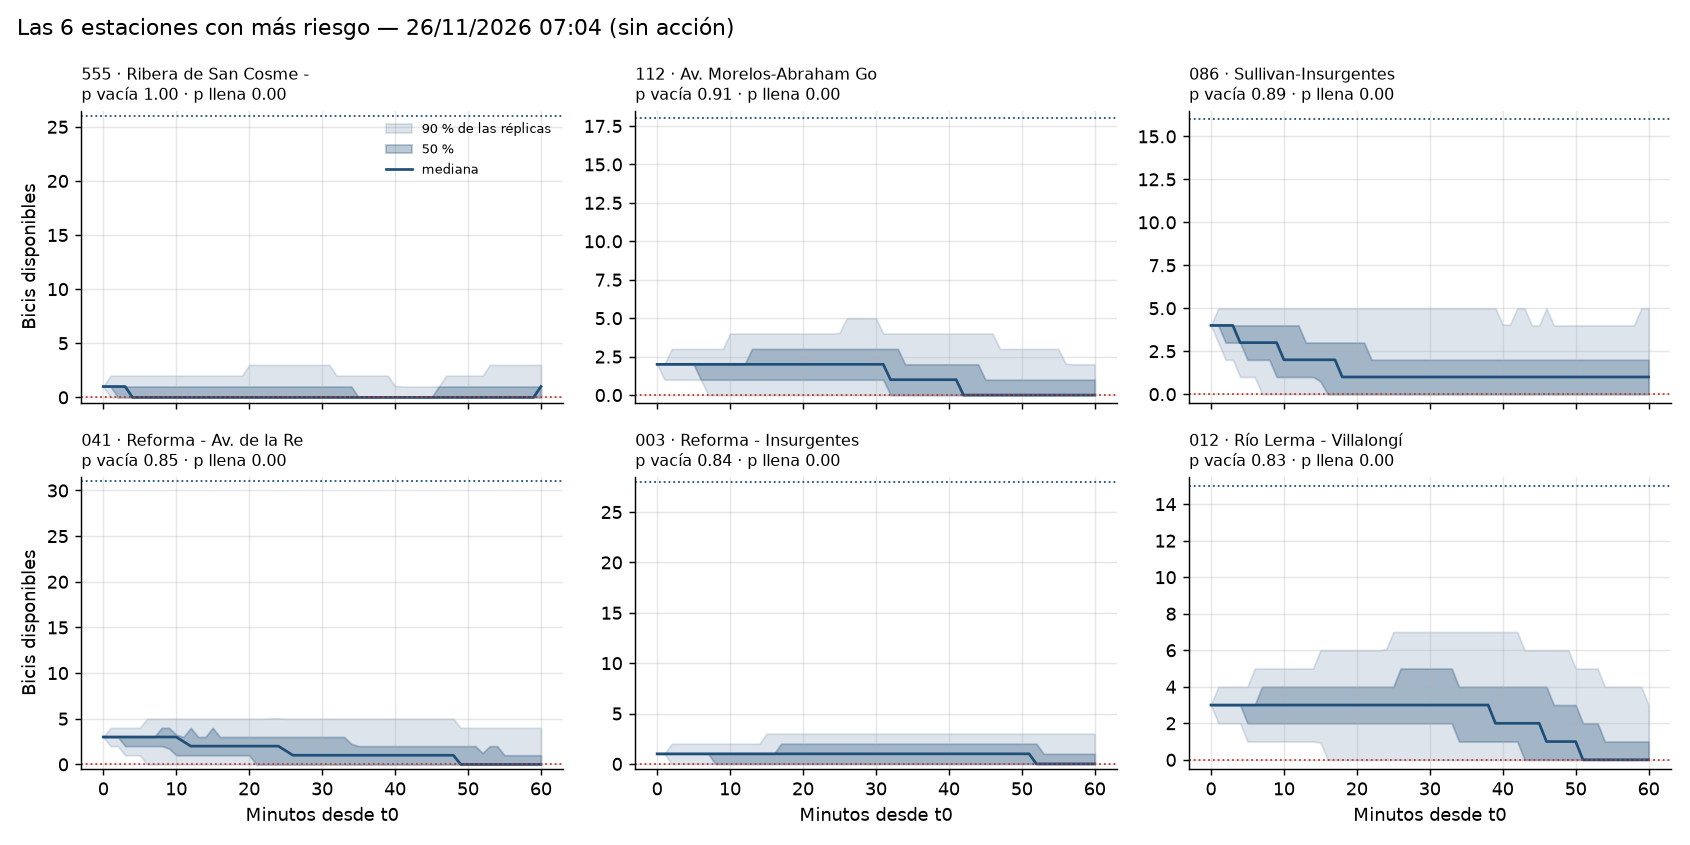 Las 6 estaciones con más riesgo — 26/11/2026 07:04 (sin acción)
555 · Ribera de San Cosme -
p vacía 1.00 · p llena 0.00
90 % de las réplicas
50 %
mediana
Bicis disponibles
25
20
15
10
5
0
112 · Av. Morelos-Abraham Go
p vacía 0.91 · p llena 0.00
17.5
15.0
12.5
10.0
7.5
5.0
2.5
0.0
086 · Sullivan-Insurgentes
p vacía 0.89 · p llena 0.00
15.0
12.5
10.0
7.5
5.0
2.5
0.0
041 · Reforma - Av. de la Re
p vacía 0.85 · p llena 0.00
Bicis disponibles
30
25
20
15
10
5
0
0 10 20 30 40 50 60
Minutos desde t0
003 · Reforma - Insurgentes
p vacía 0.84 · p llena 0.00
25
20
15
10
5
0
0 10 20 30 40 50 60
Minutos desde t0
012 · Río Lerma - Villalongí
p vacía 0.83 · p llena 0.00
14
12
10
8
6
4
2
0
0 10 20 30 40 50 60
Minutos desde t0